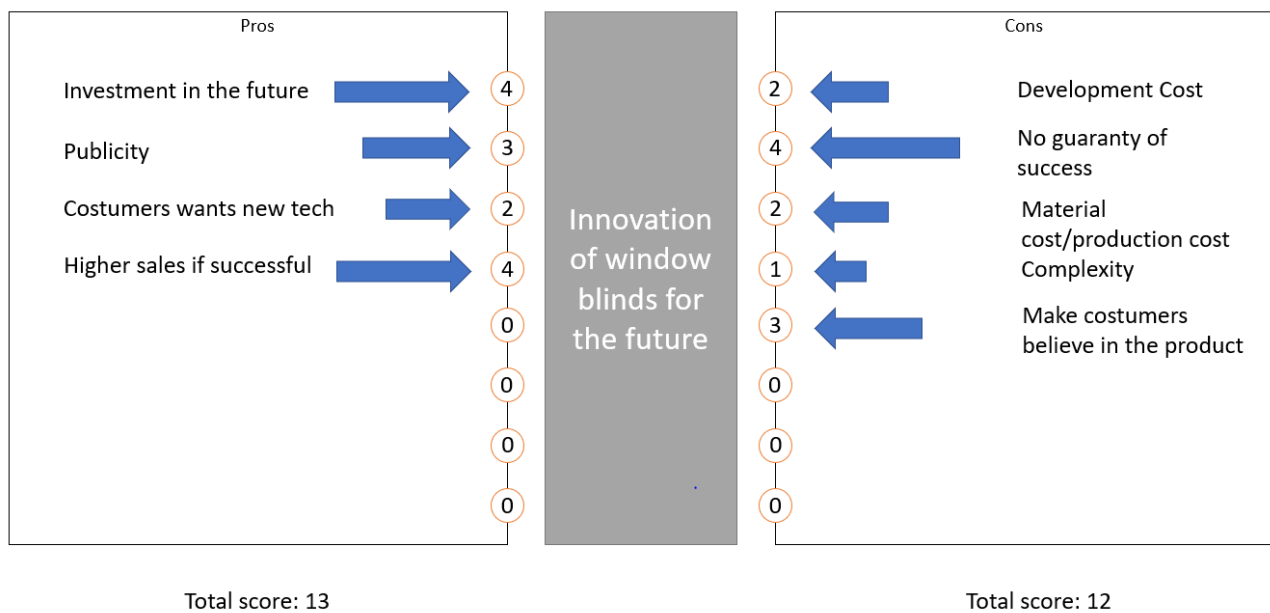 Pros
Investment in the future
4
Publicity
3
Costumers wants new tech
2
Higher sales if successful
4
0
0
0
0
Innovation
of window
blinds for
the future
Cons
2
Development Cost
4
No guaranty of
success
2
Material
cost/production cost
1
Complexity
3
Make costumers
believe in the product
0
0
0
Total score: 13
Total score: 12